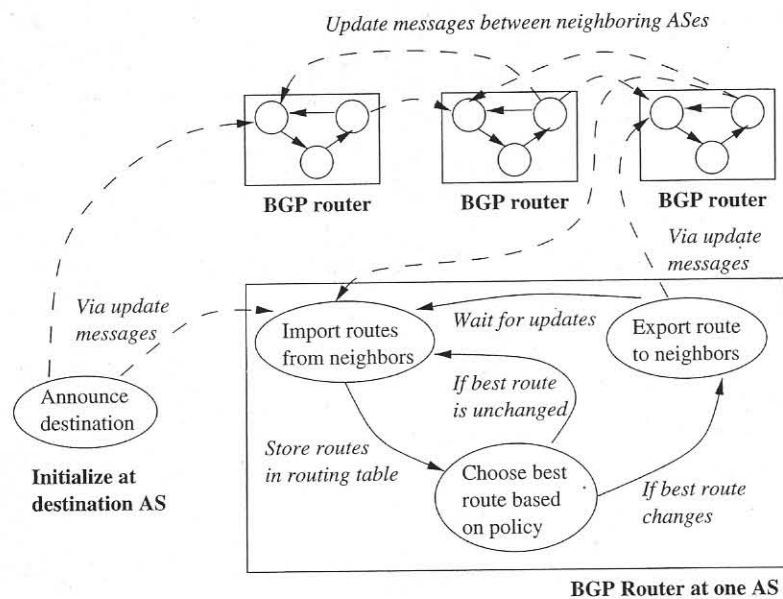 Update messages between neighboring ASes
BGP router
BGP router
BGP router
Via update
messages
Via update
messages
Import routes
from neighbors
Wait for updates
Export route
to neighbors
If best route
is unchanged
Announce
destination
Store routes
in routing table
Choose best
route based
on policy
If best route
changes
Initialize at
destination AS
BGP Router at one AS